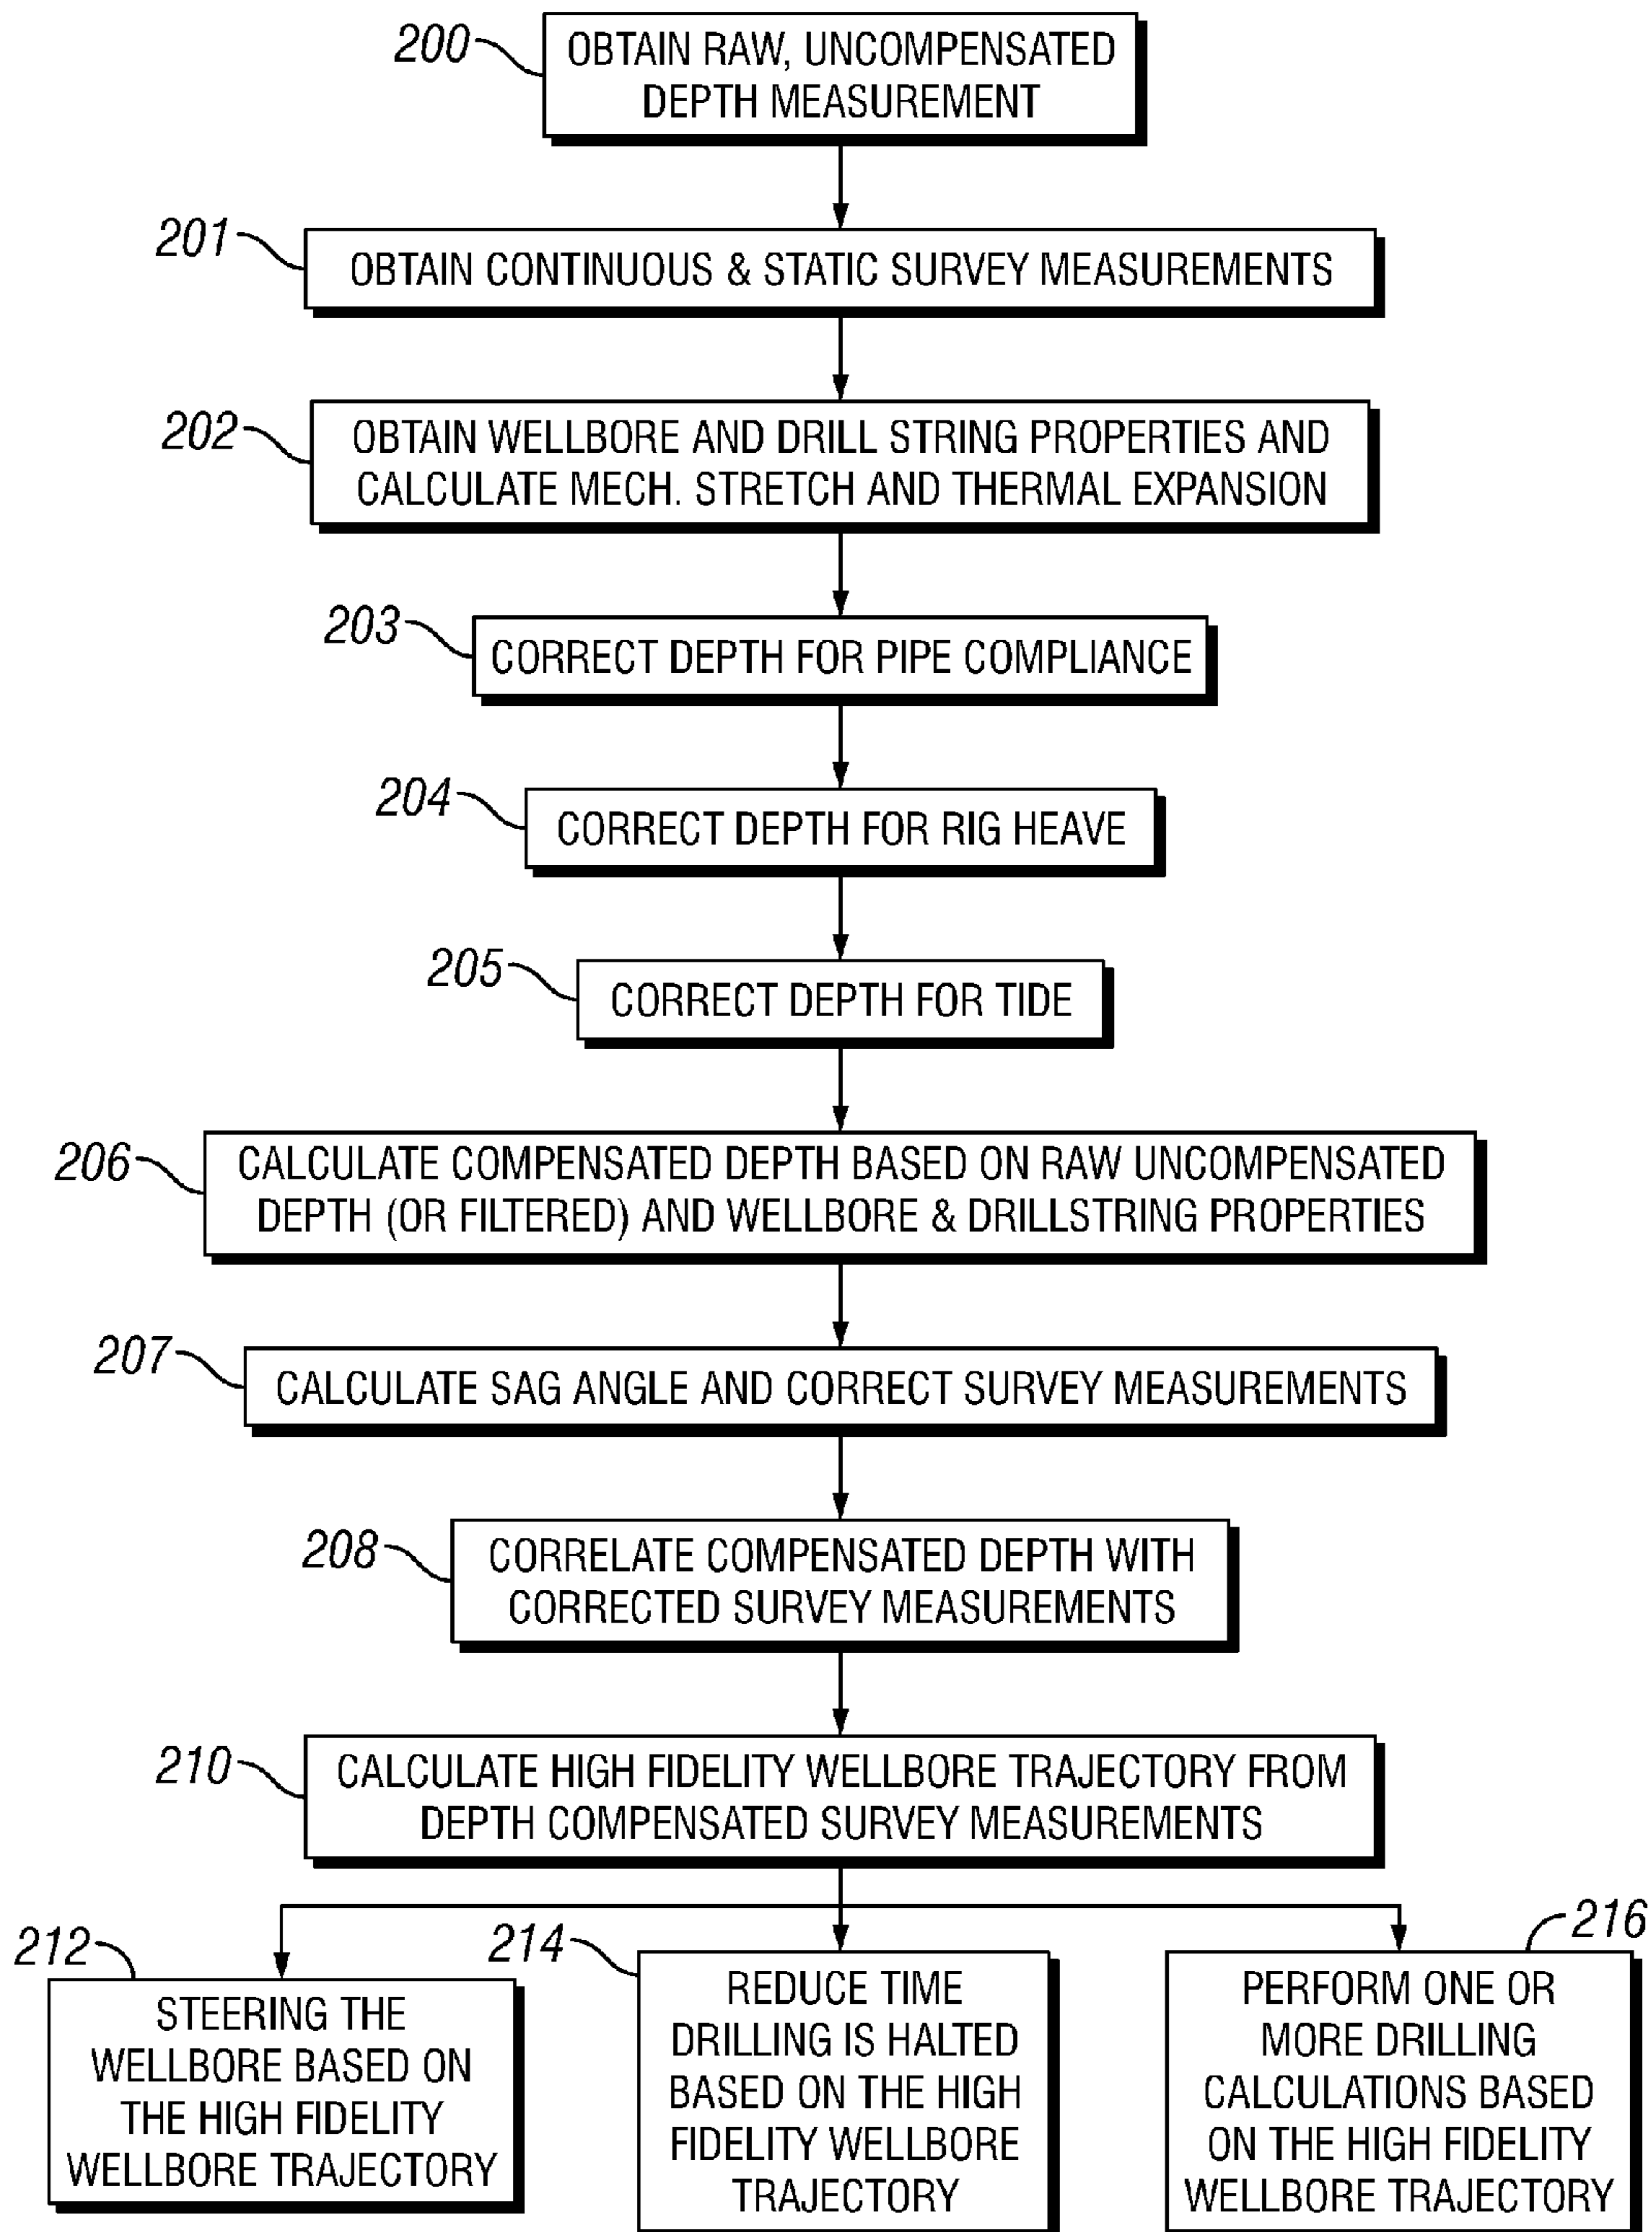 200
OBTAIN RAW, UNCOMPENSATED
DEPTH MEASUREMENT
201
OBTAIN CONTINUOUS & STATIC SURVEY MEASUREMENTS
202
OBTAIN WELLBORE AND DRILL STRING PROPERTIES AND
CALCULATE MECH. STRETCH AND THERMAL EXPANSION
203
CORRECT DEPTH FOR PIPE COMPLIANCE
204
CORRECT DEPTH FOR RIG HEAVE
205
CORRECT DEPTH FOR TIDE
206
CALCULATE COMPENSATED DEPTH BASED ON RAW UNCOMPENSATED
DEPTH (OR FILTERED) AND WELLBORE & DRILLSTRING PROPERTIES
207
CALCULATE SAG ANGLE AND CORRECT SURVEY MEASUREMENTS
208
CORRELATE COMPENSATED DEPTH WITH
CORRECTED SURVEY MEASUREMENTS
210
CALCULATE HIGH FIDELITY WELLBORE TRAJECTORY FROM
DEPTH COMPENSATED SURVEY MEASUREMENTS
212
STEERING THE
WELLBORE BASED ON
THE HIGH FIDELITY
WELLBORE TRAJECTORY
214
REDUCE TIME
DRILLING IS HALTED
BASED ON THE HIGH
FIDELITY WELLBORE
TRAJECTORY
216
PERFORM ONE OR
MORE DRILLING
CALCULATIONS BASED
ON THE HIGH FIDELITY
WELLBORE TRAJECTORY